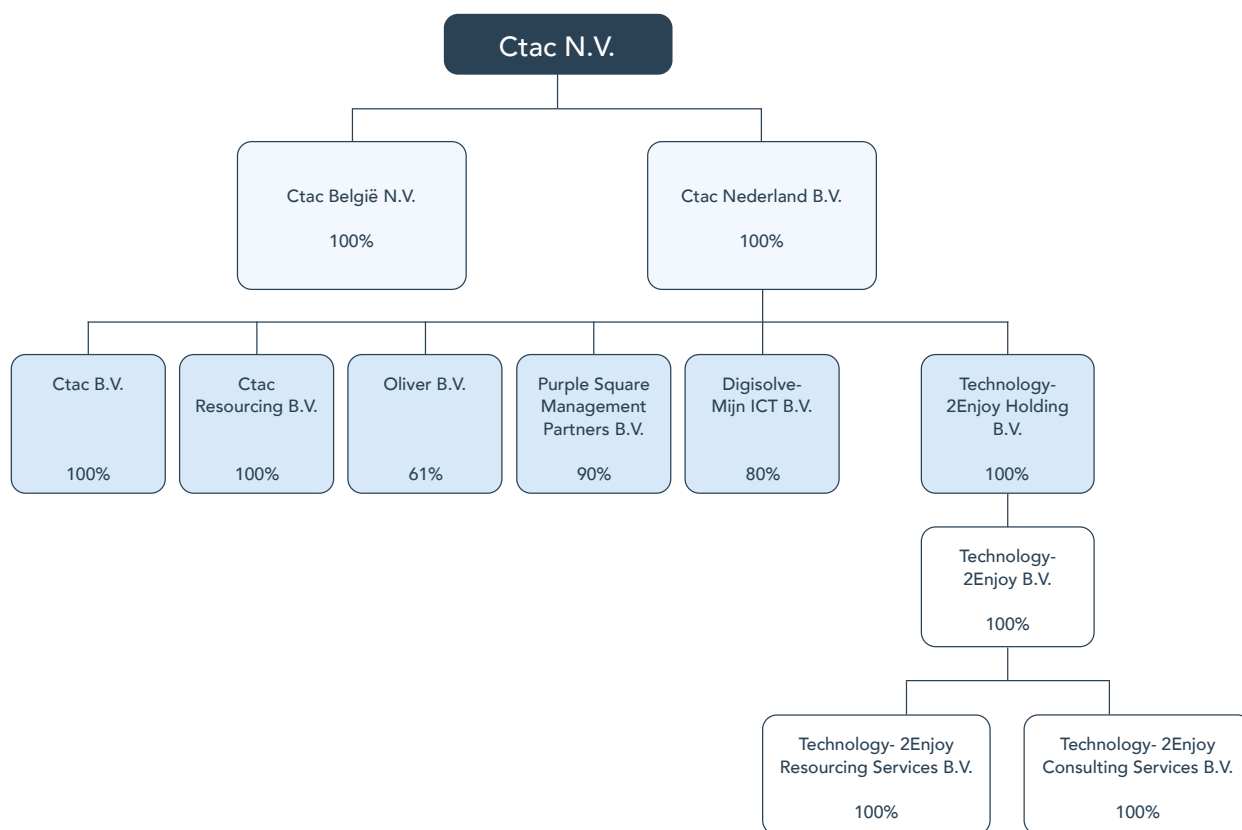 Ctac N.V.
Ctac België N.V.
100%
Ctac Nederland B.V.
100%
Ctac B.V.
100%
Ctac
Resourcing B.V.
100%
Oliver B.V.
61%
Purple Square
Management
Partners B.V.
90%
Digisolve-
Mijn ICT B.V.
80%
Technology-
2Enjoy Holding
B.V.
100%
Technology-
2Enjoy B.V.
100%
Technology- 2Enjoy
Resourcing Services B.V.
100%
Technology- 2Enjoy
Consulting Services B.V.
100%